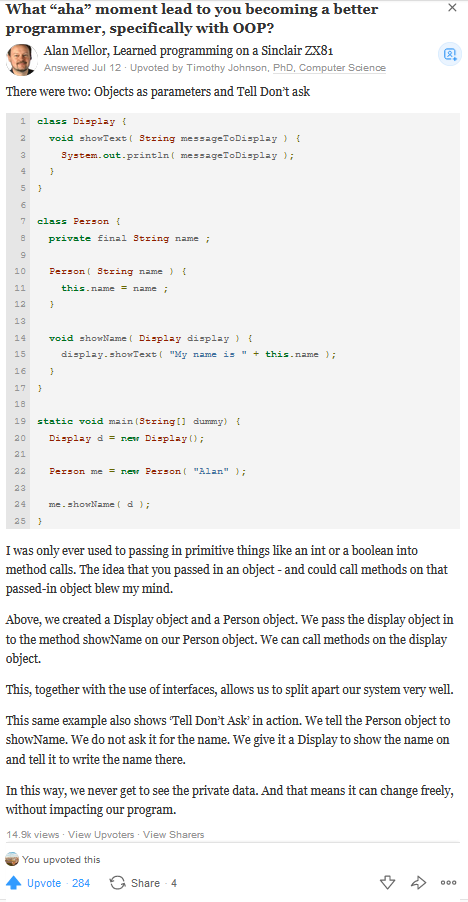 What “aha” moment lead to you becoming a better
programmer, specifically with OOP?
Alan Mellor, Learned programming on a Sinclair ZX81
Answered Jul 12 · Upvoted by Timothy Johnson, PhD, Computer Science
There were two: Objects as parameters and Tell Don’t ask
1 class Display {
2 void showText( String messageToDisplay ) {
3 System.out.println( messageToDisplay );
4 }
5 }
6
7 class Person {
8 private final String name ;
9
10 Person( String name ) {
11 this.name = name ;
12 }
13
14 void showName( Display display ) {
15 display.showText( "My name is " + this.name );
16 }
17 }
18
19 static void main(String[] dummy) {
20 Display d = new Display();
21
22 Person me = new Person( "Alan" );
23
24 me.showName( d );
25 }
I was only ever used to passing in primitive things like an int or a boolean into
method calls. The idea that you passed in an object - and could call methods on that
passed-in object blew my mind.
Above, we created a Display object and a Person object. We pass the display object in
to the method showName on our Person object. We can call methods on the display
object.
This, together with the use of interfaces, allows us to split apart our system very well.
This same example also shows ‘Tell Don’t Ask’ in action. We tell the Person object to
showName. We do not ask it for the name. We give it a Display to show the name on
and tell it to write the name there.
In this way, we never get to see the private data. And that means it can change freely,
without impacting our program.
14.9k views · View Upvoters · View Sharers
You upvoted this
Upvote · 284 Share · 4